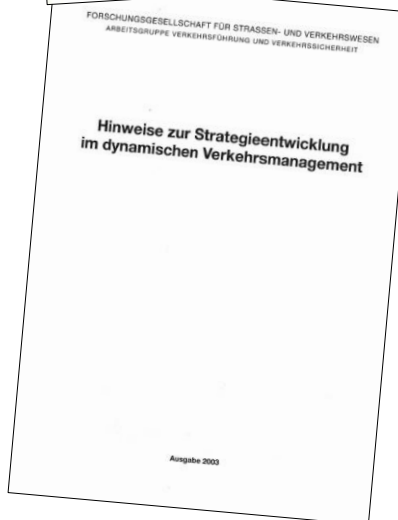 FORSCHUNGSGESELLSCHAFT FÜR STRASSEN- UND VERKEHRSWESEN
ARBEITSGRUPPE VERKEHRSFÜHRUNG UND VERKEHRSSICHERHEIT
Hinweise zur Strategieentwicklung
im dynamischen Verkehrsmanagement
Ausgabe 2003